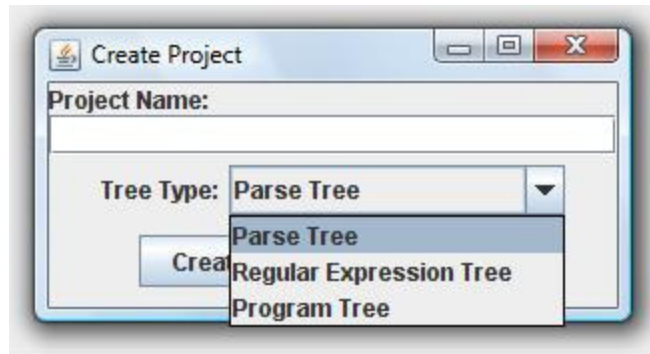 Create Project
Project Name:
Tree Type: Parse Tree
Parse Tree
Regular Expression Tree
Program Tree